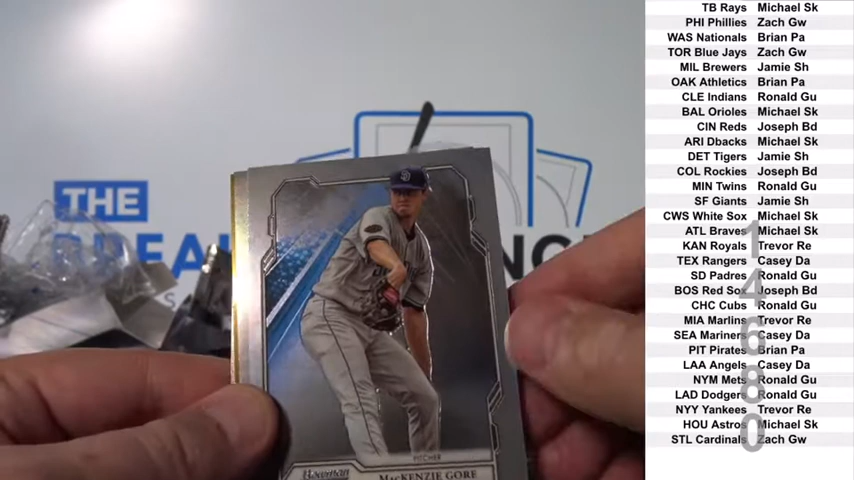 TB Rays Michael Sk
PHI Phillies Zach Gw
WAS Nationals Brian Pa
TOR Blue Jays Zach Gw
MIL Brewers Jamie Sh
OAK Athletics Brian Pa
CLE Indians Ronald Gu
BAL Orioles Michael Sk
CIN Reds Joseph Bd
ARI Dbacks Michael Sk
DET Tigers Jamie Sh
COL Rockies Joseph Bd
MIN Twins Ronald Gu
SF Giants Jamie Sh
CWS White Sox Michael Sk
ATL Braves Michael Sk
KAN Royals Trevor Re
TEX Rangers Casey Da
SD Padres Ronald Gu
BOS Red Sox Joseph Bd
CHC Cubs Ronald Gu
MIA Marlins Trevor Re
SEA Mariners Casey Da
PIT Pirates Brian Pa
LAA Angels Casey Da
NYM Mets Ronald Gu
LAD Dodgers Ronald Gu
NYY Yankees Trevor Re
HOU Astros Michael Sk
STL Cardinals Zach Gw
1
4
6
8
0
THE
PITCHER
Bowman
MacKENZIE GORE